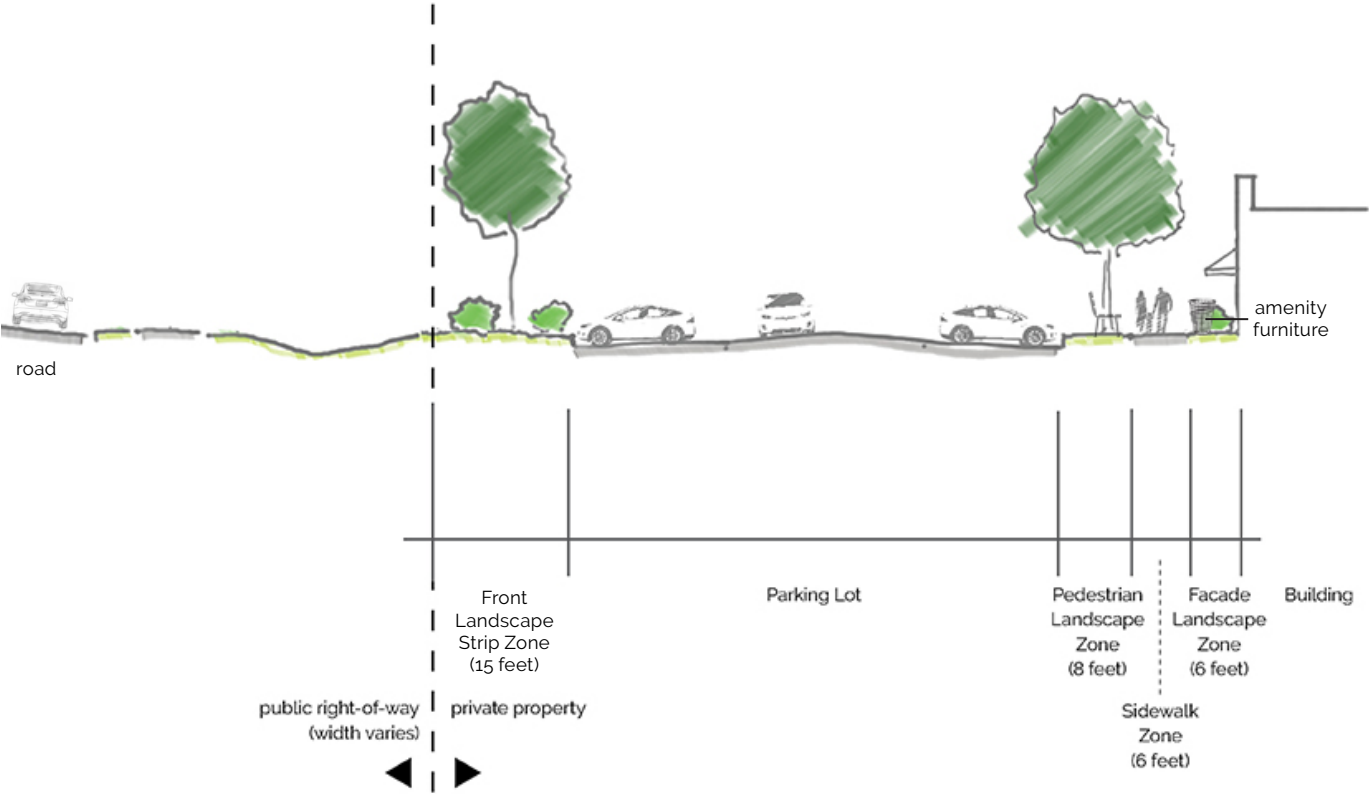 amenity
furniture
road
Front
Landscape
Strip Zone
(15 feet)
Parking Lot
Pedestrian
Landscape
Zone
(8 feet)
Facade
Landscape
Zone
(6 feet)
Building
public right-of-way
(width varies)
private property
Sidewalk
Zone
(6 feet)